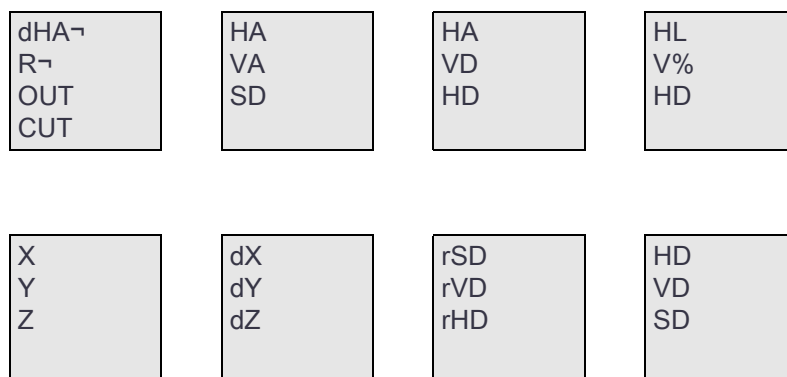 dHA¬
R¬
OUT
CUT
HA
VA
SD
HA
VD
HD
HL
V%
HD
X
Y
Z
dX
dY
dZ
rSD
rVD
rHD
HD
VD
SD